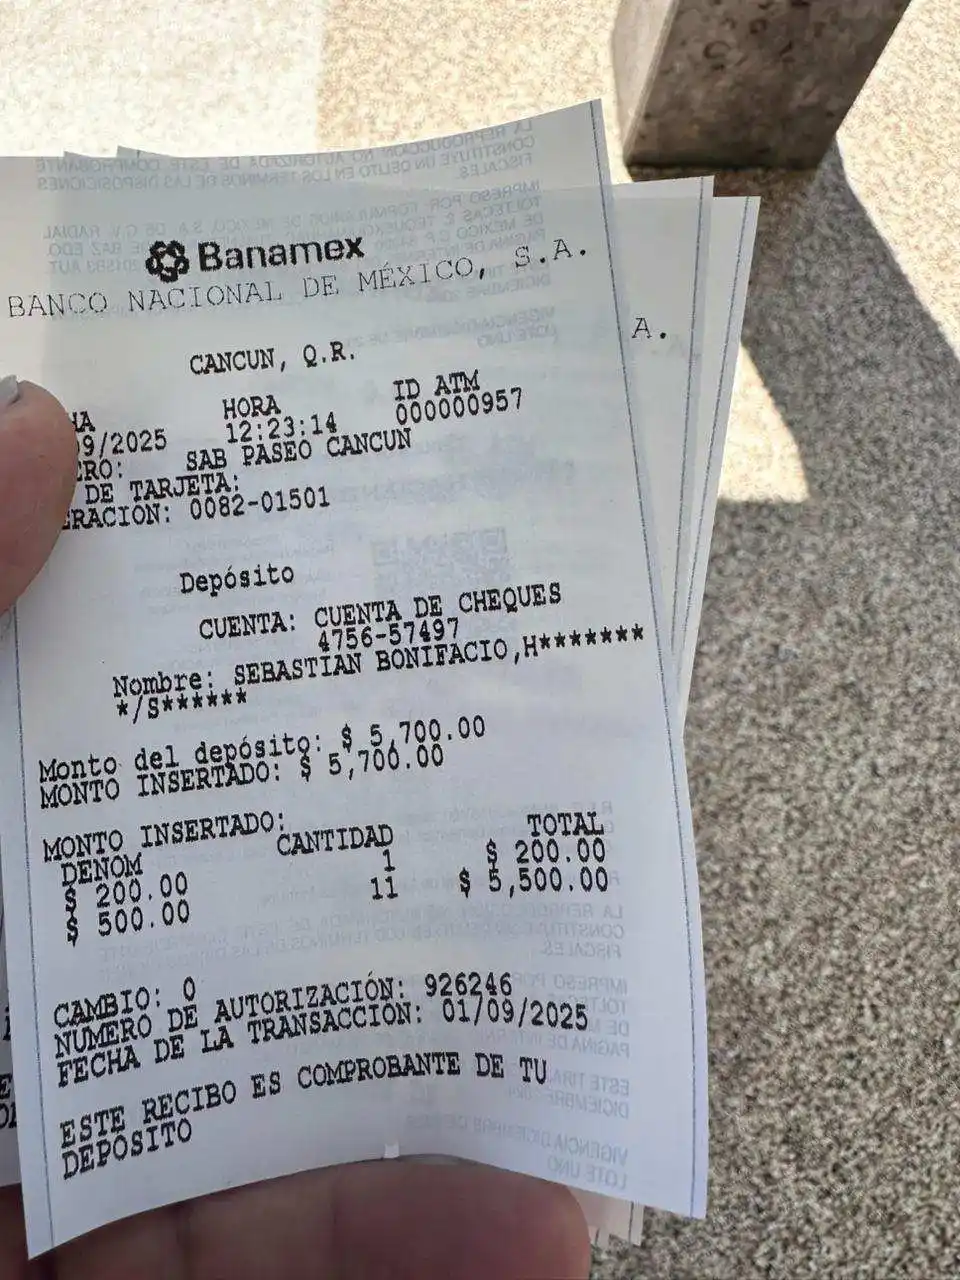 Banamex
BANCO NACIONAL DE MÉXICO, S.A.
A.
CANCUN, Q.R.
HA HORA ID ATM
09/2025 12:23:14 000000957
ERO: SAB PASEO CANCUN
DE TARJETA:
ERACION: 0082-01501
Depósito
CUENTA: CUENTA DE CHEQUES
4756-57497
Nombre: SEBASTIAN BONIFACIO,H*******
*/S******
Monto del depósito: $ 5,700.00
MONTO INSERTADO: $ 5,700.00
MONTO INSERTADO:
DENOM CANTIDAD TOTAL
$ 200.00 1 $ 200.00
$ 500.00 11 $ 5,500.00
CAMBIO: 0
NUMERO DE AUTORIZACIÓN: 926246
FECHA DE LA TRANSACCIÓN: 01/09/2025
ESTE RECIBO ES COMPROBANTE DE TU
DEPÓSITO